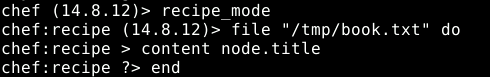 chef (14.8.12)> recipe_mode
chef:recipe (14.8.12)> file "/tmp/book.txt" do
chef:recipe > content node.title
chef:recipe ?> end